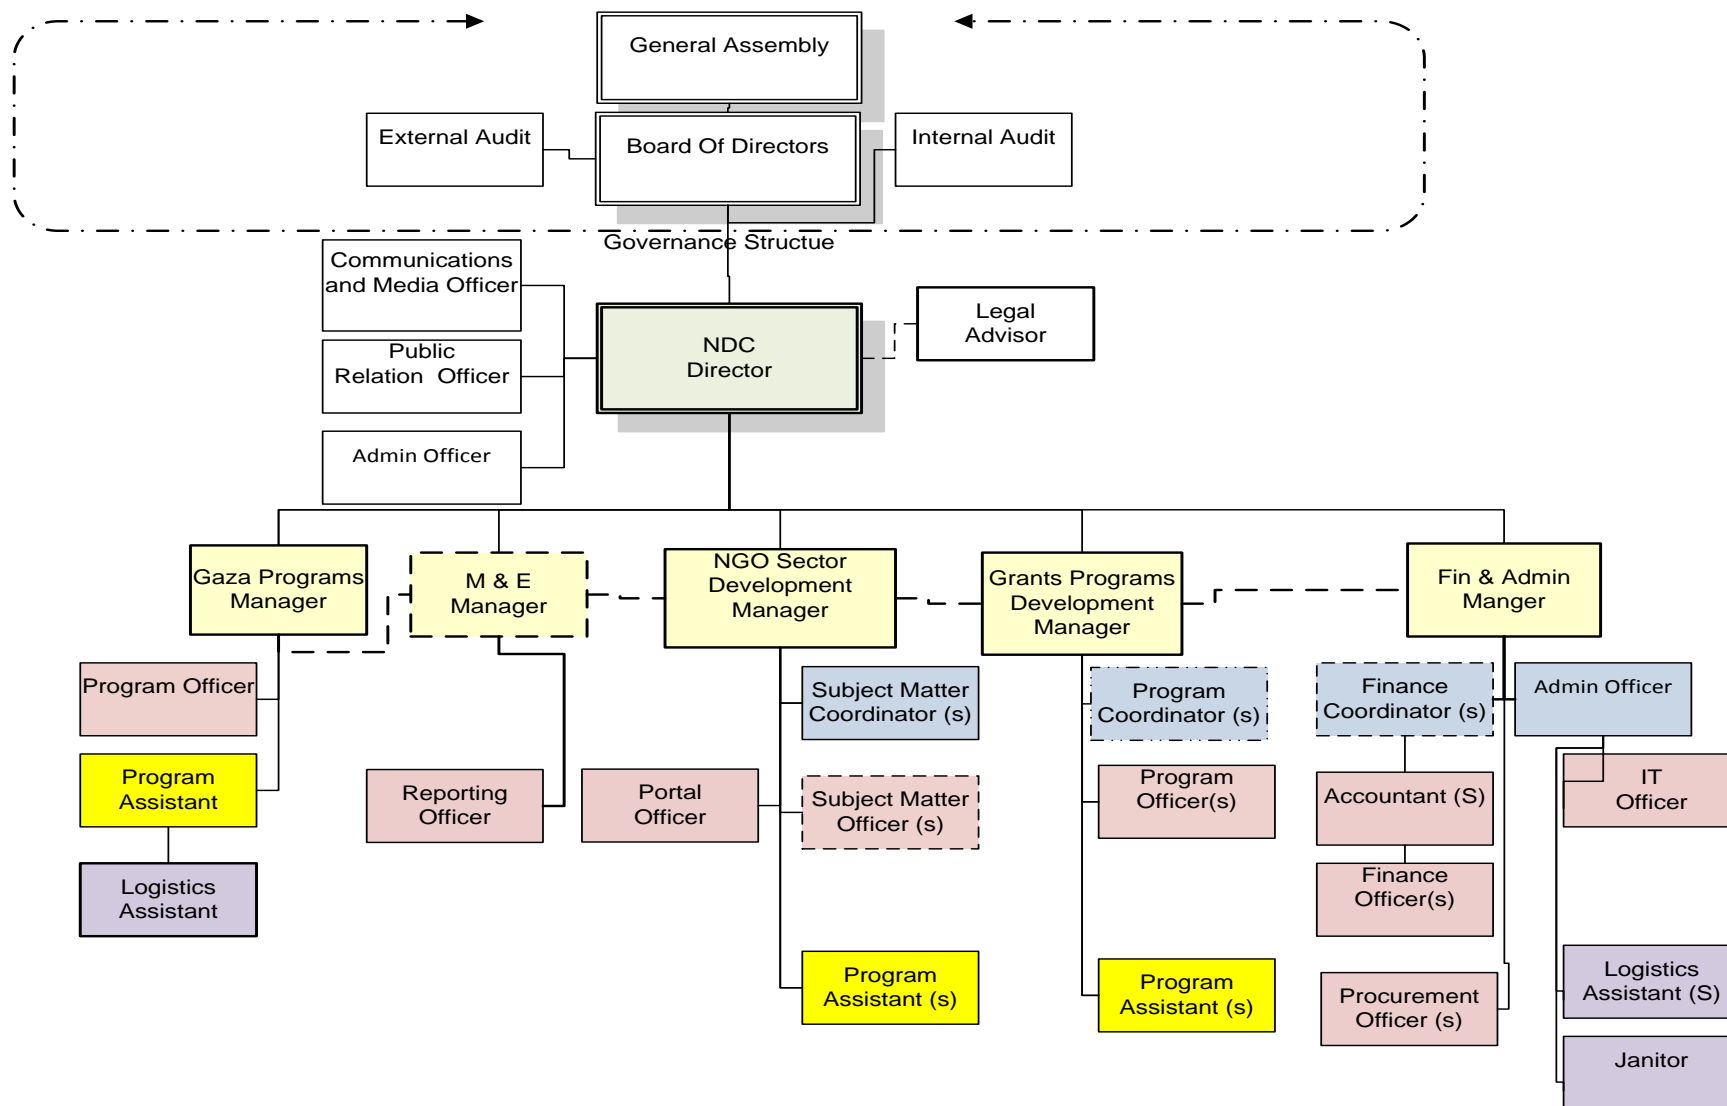 General Assembly
External Audit
Board Of Directors
Internal Audit
Governance Structue
Communications
and Media Officer
Public
Relation  Officer
Admin Officer
NDC
Director
Legal
Advisor
Gaza Programs
Manager
M & E
Manager
NGO Sector
Development
Manager
Grants Programs
Development
Manager
Fin & Admin
Manger
Program Officer
Program
Assistant
Logistics
Assistant
Reporting
Officer
Portal
Officer
Subject Matter
Coordinator (s)
Subject Matter
Officer (s)
Program
Assistant (s)
Program
Coordinator (s)
Program
Officer(s)
Program
Assistant (s)
Finance
Coordinator (s)
Accountant (S)
Finance
Officer(s)
Procurement
Officer (s)
Admin Officer
IT
Officer
Logistics
Assistant (S)
Janitor